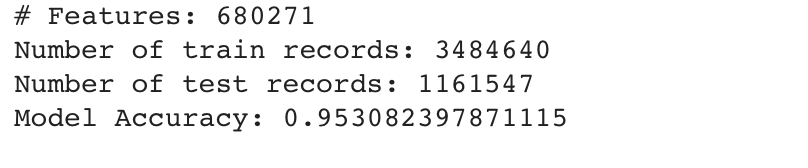 # Features: 680271
Number of train records: 3484640
Number of test records: 1161547
Model Accuracy: 0.953082397871115